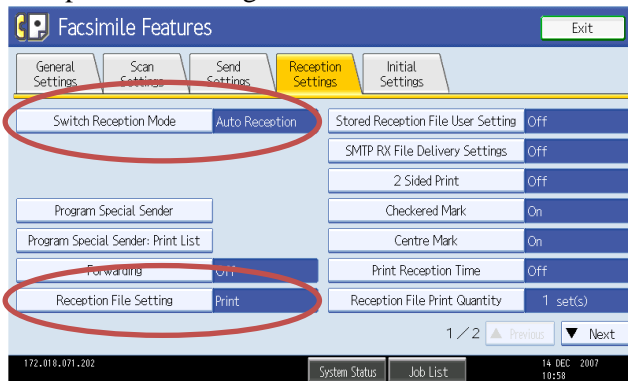 Facsimile Features
Exit
General Settings
Scan Settings
Send Settings
Reception Settings
Initial Settings
Switch Reception Mode Auto Reception
Stored Reception File User Setting Off
SMTP RX File Delivery Settings Off
2 Sided Print Off
Program Special Sender
Checkered Mark On
Program Special Sender: Print List
Centre Mark On
Forwarding Off
Print Reception Time Off
Reception File Setting Print
Reception File Print Quantity 1 set(s)
1/2 ▲ Previous ▼ Next
172.018.071.202
System Status
Job List
14 DEC 2007
10:58